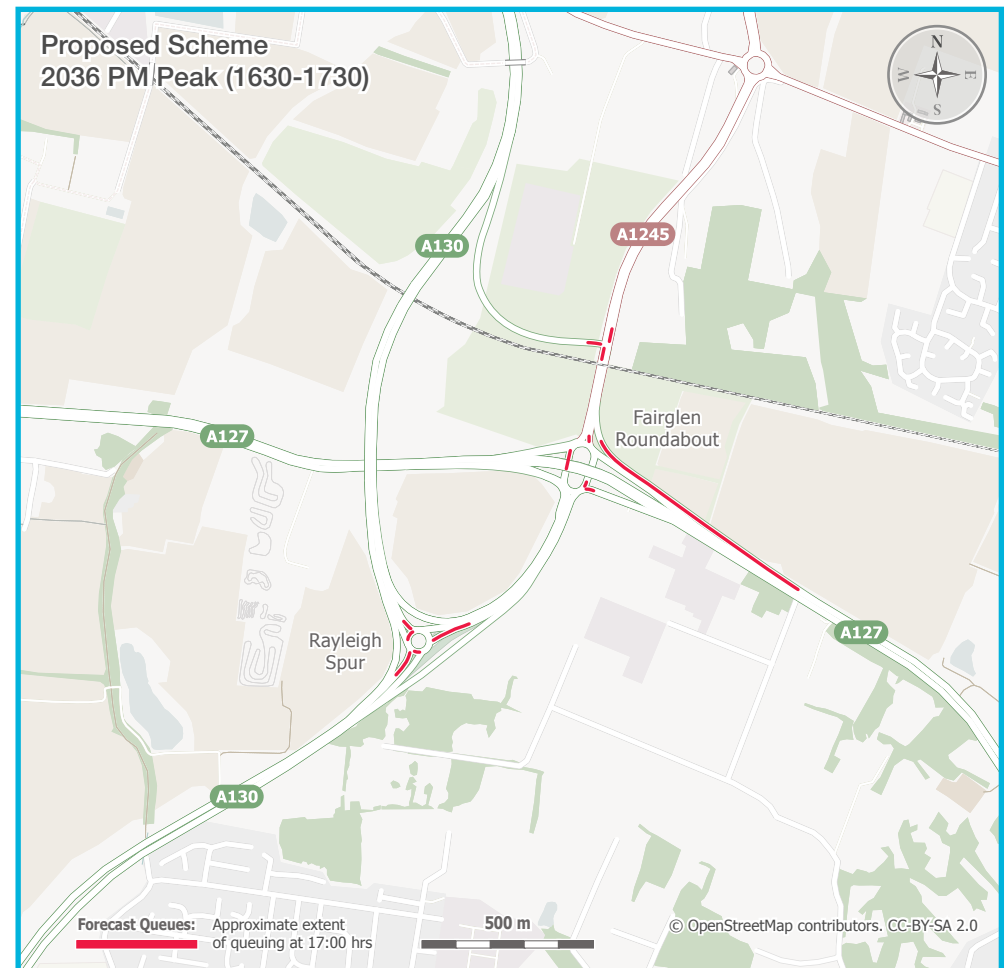 Proposed Scheme
2036 PM Peak (1630-1730)
N
W
E
S
A1245
A130
Fairglen
Roundabout
A127
Rayleigh
Spur
A127
A130
Forecast Queues:
Approximate extent
of queuing at 17:00 hrs
500 m
© OpenStreetMap contributors. CC-BY-SA 2.0